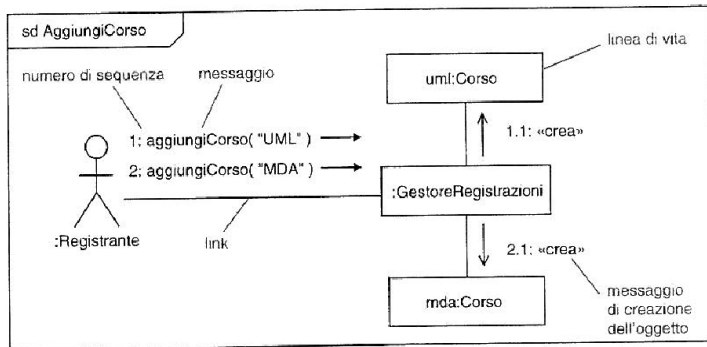 sd AggiungiCorso
linea di vita
numero di sequenza
messaggio
uml:Corso
1: aggiungiCorso( "UML" )
1.1: «crea»
2: aggiungiCorso( "MDA" )
:GestoreRegistrazioni
:Registrante
link
2.1: «crea»
mda:Corso
messaggio
di creazione
dell'oggetto